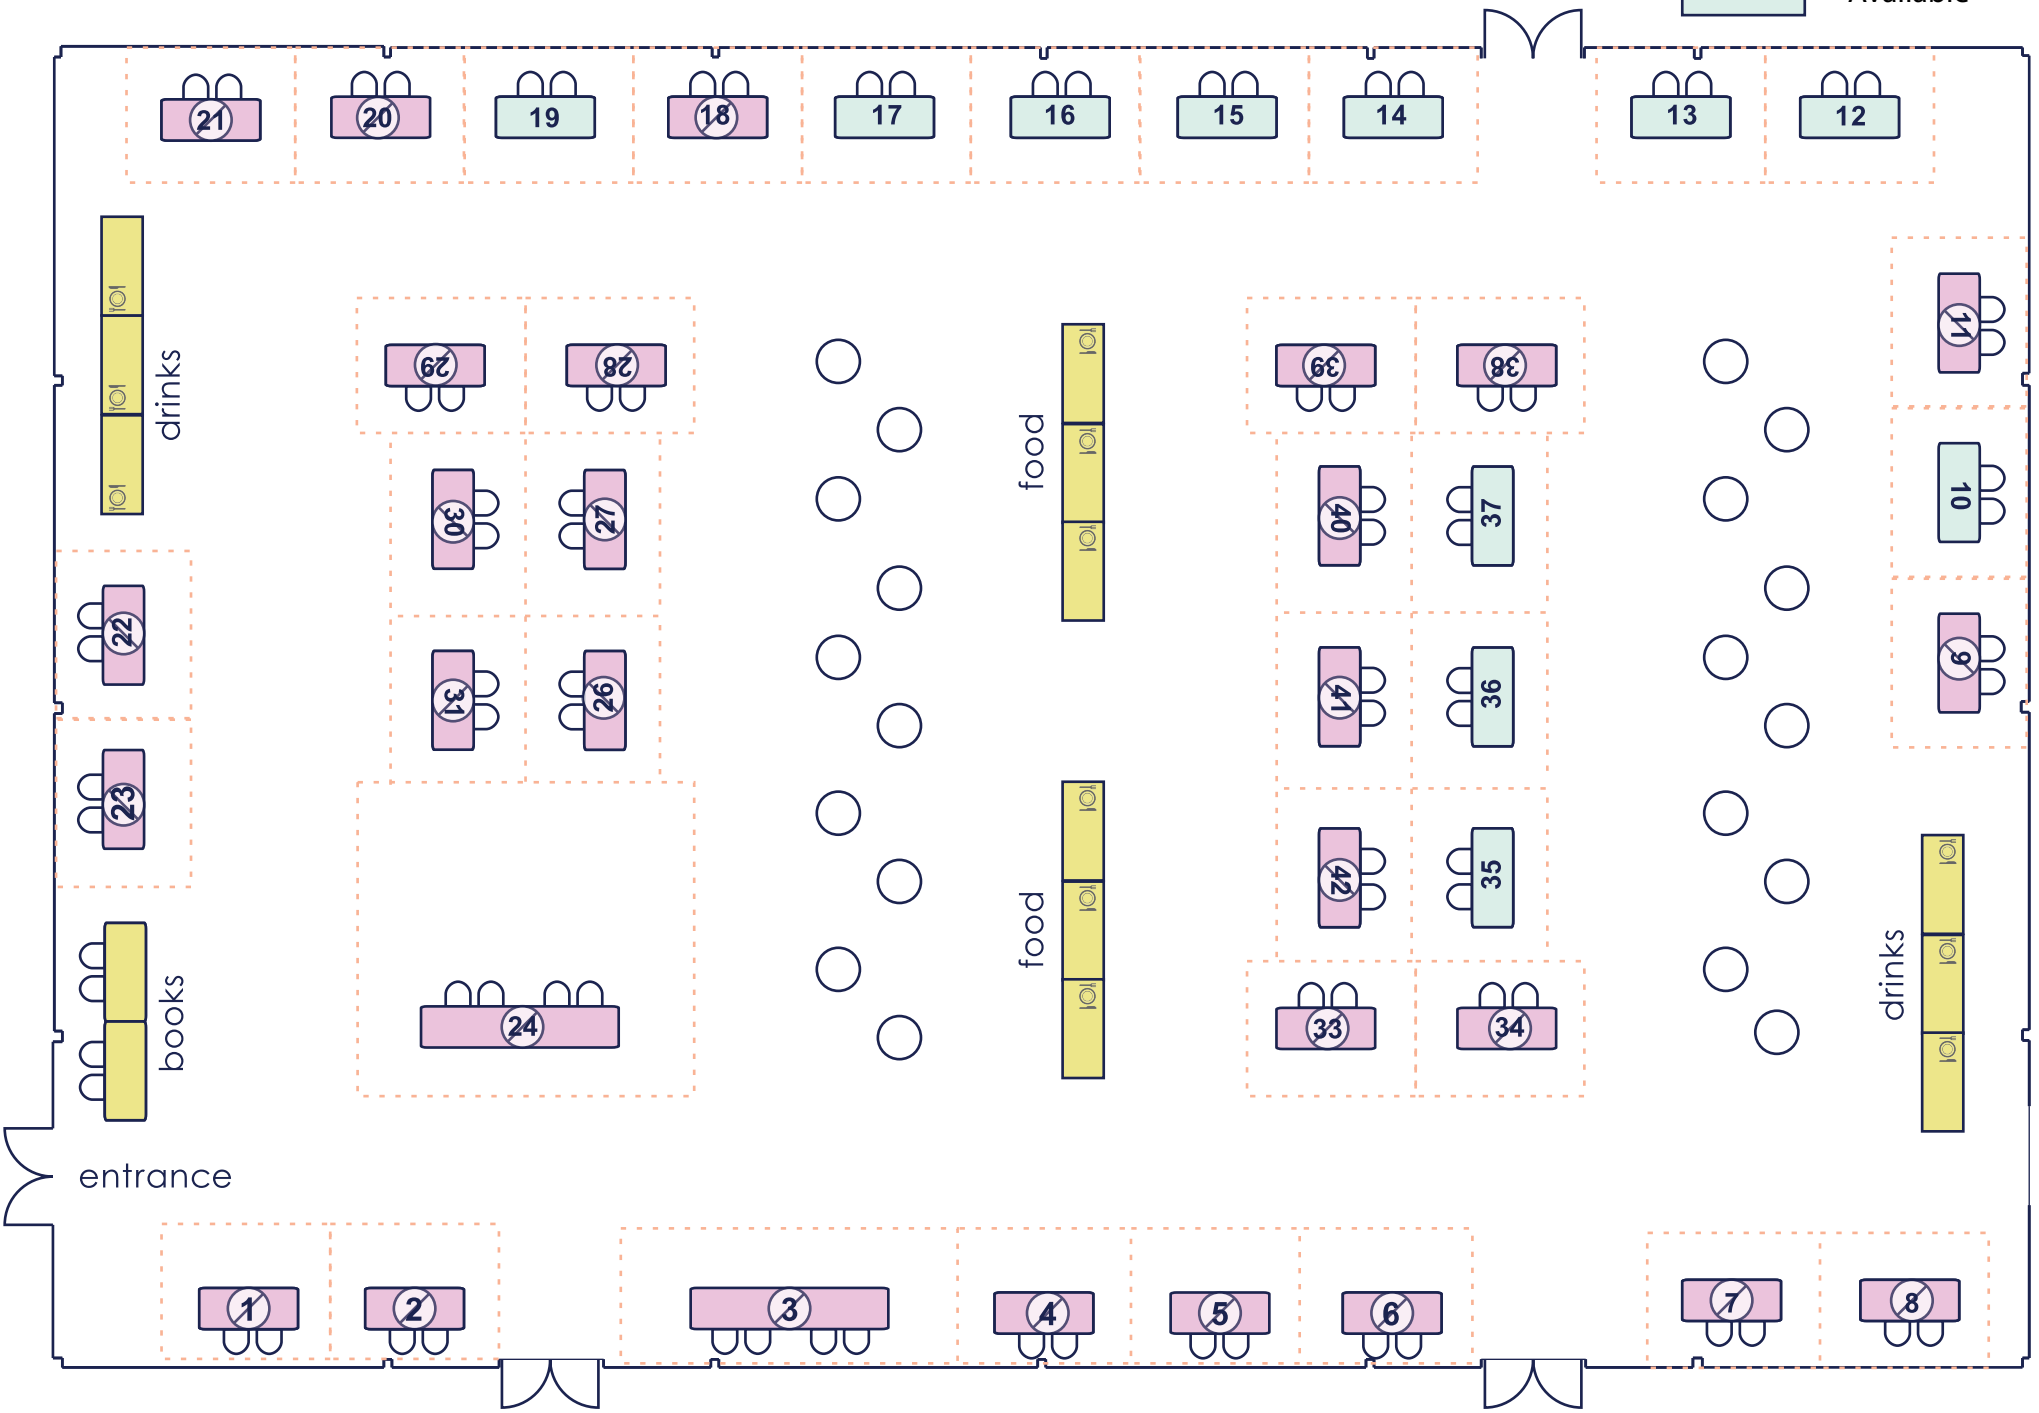 Available
21 20 19 18 17 16 15 14 13 12
11
drinks
29 28 39 38
food
30 27 40 37 10
22 31 26 41 36 9
23
42 35
books
food
drinks
24 33 34
entrance
1 2 3 4 5 6 7 8